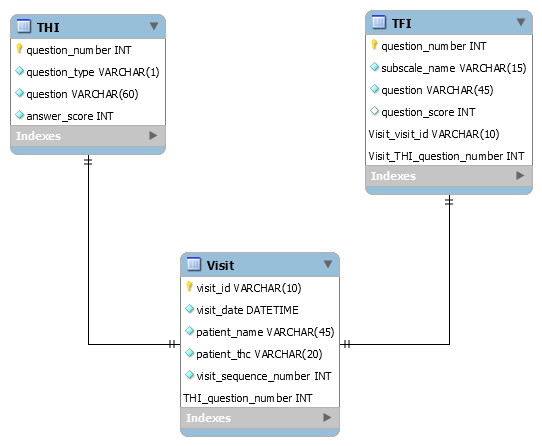 THI
question_number INT
question_type VARCHAR(1)
question VARCHAR(60)
answer_score INT
Indexes
TFI
question_number INT
subscale_name VARCHAR(15)
question VARCHAR(45)
question_score INT
Visit_visit_id VARCHAR(10)
Visit_THI_question_number INT
Indexes
Visit
visit_id VARCHAR(10)
visit_date DATETIME
patient_name VARCHAR(45)
patient_thc VARCHAR(20)
visit_sequence_number INT
THI_question_number INT
Indexes